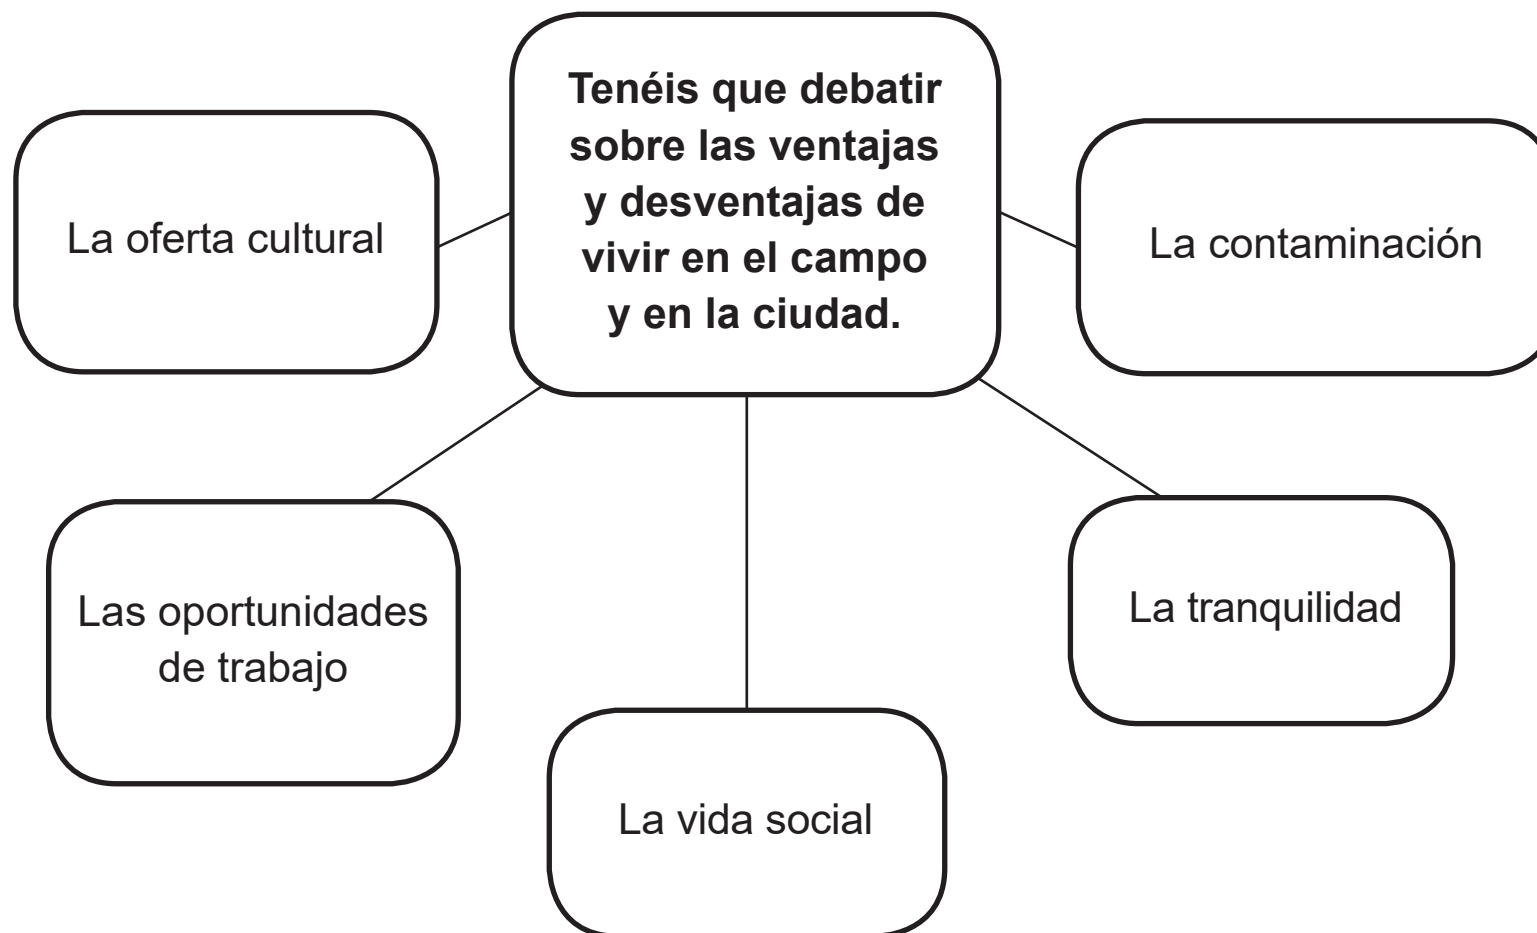 Tenéis que debatir
sobre las ventajas
y desventajas de
vivir en el campo
y en la ciudad.
La oferta cultural
La contaminación
Las oportunidades
de trabajo
La tranquilidad
La vida social